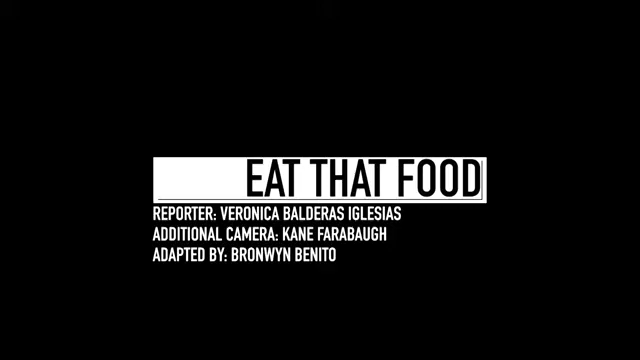 EAT THAT FOOD
REPORTER: VERONICA BALDERAS IGLESIAS
ADDITIONAL CAMERA: KANE FARABAUGH
ADAPTED BY: BRONWYN BENITO